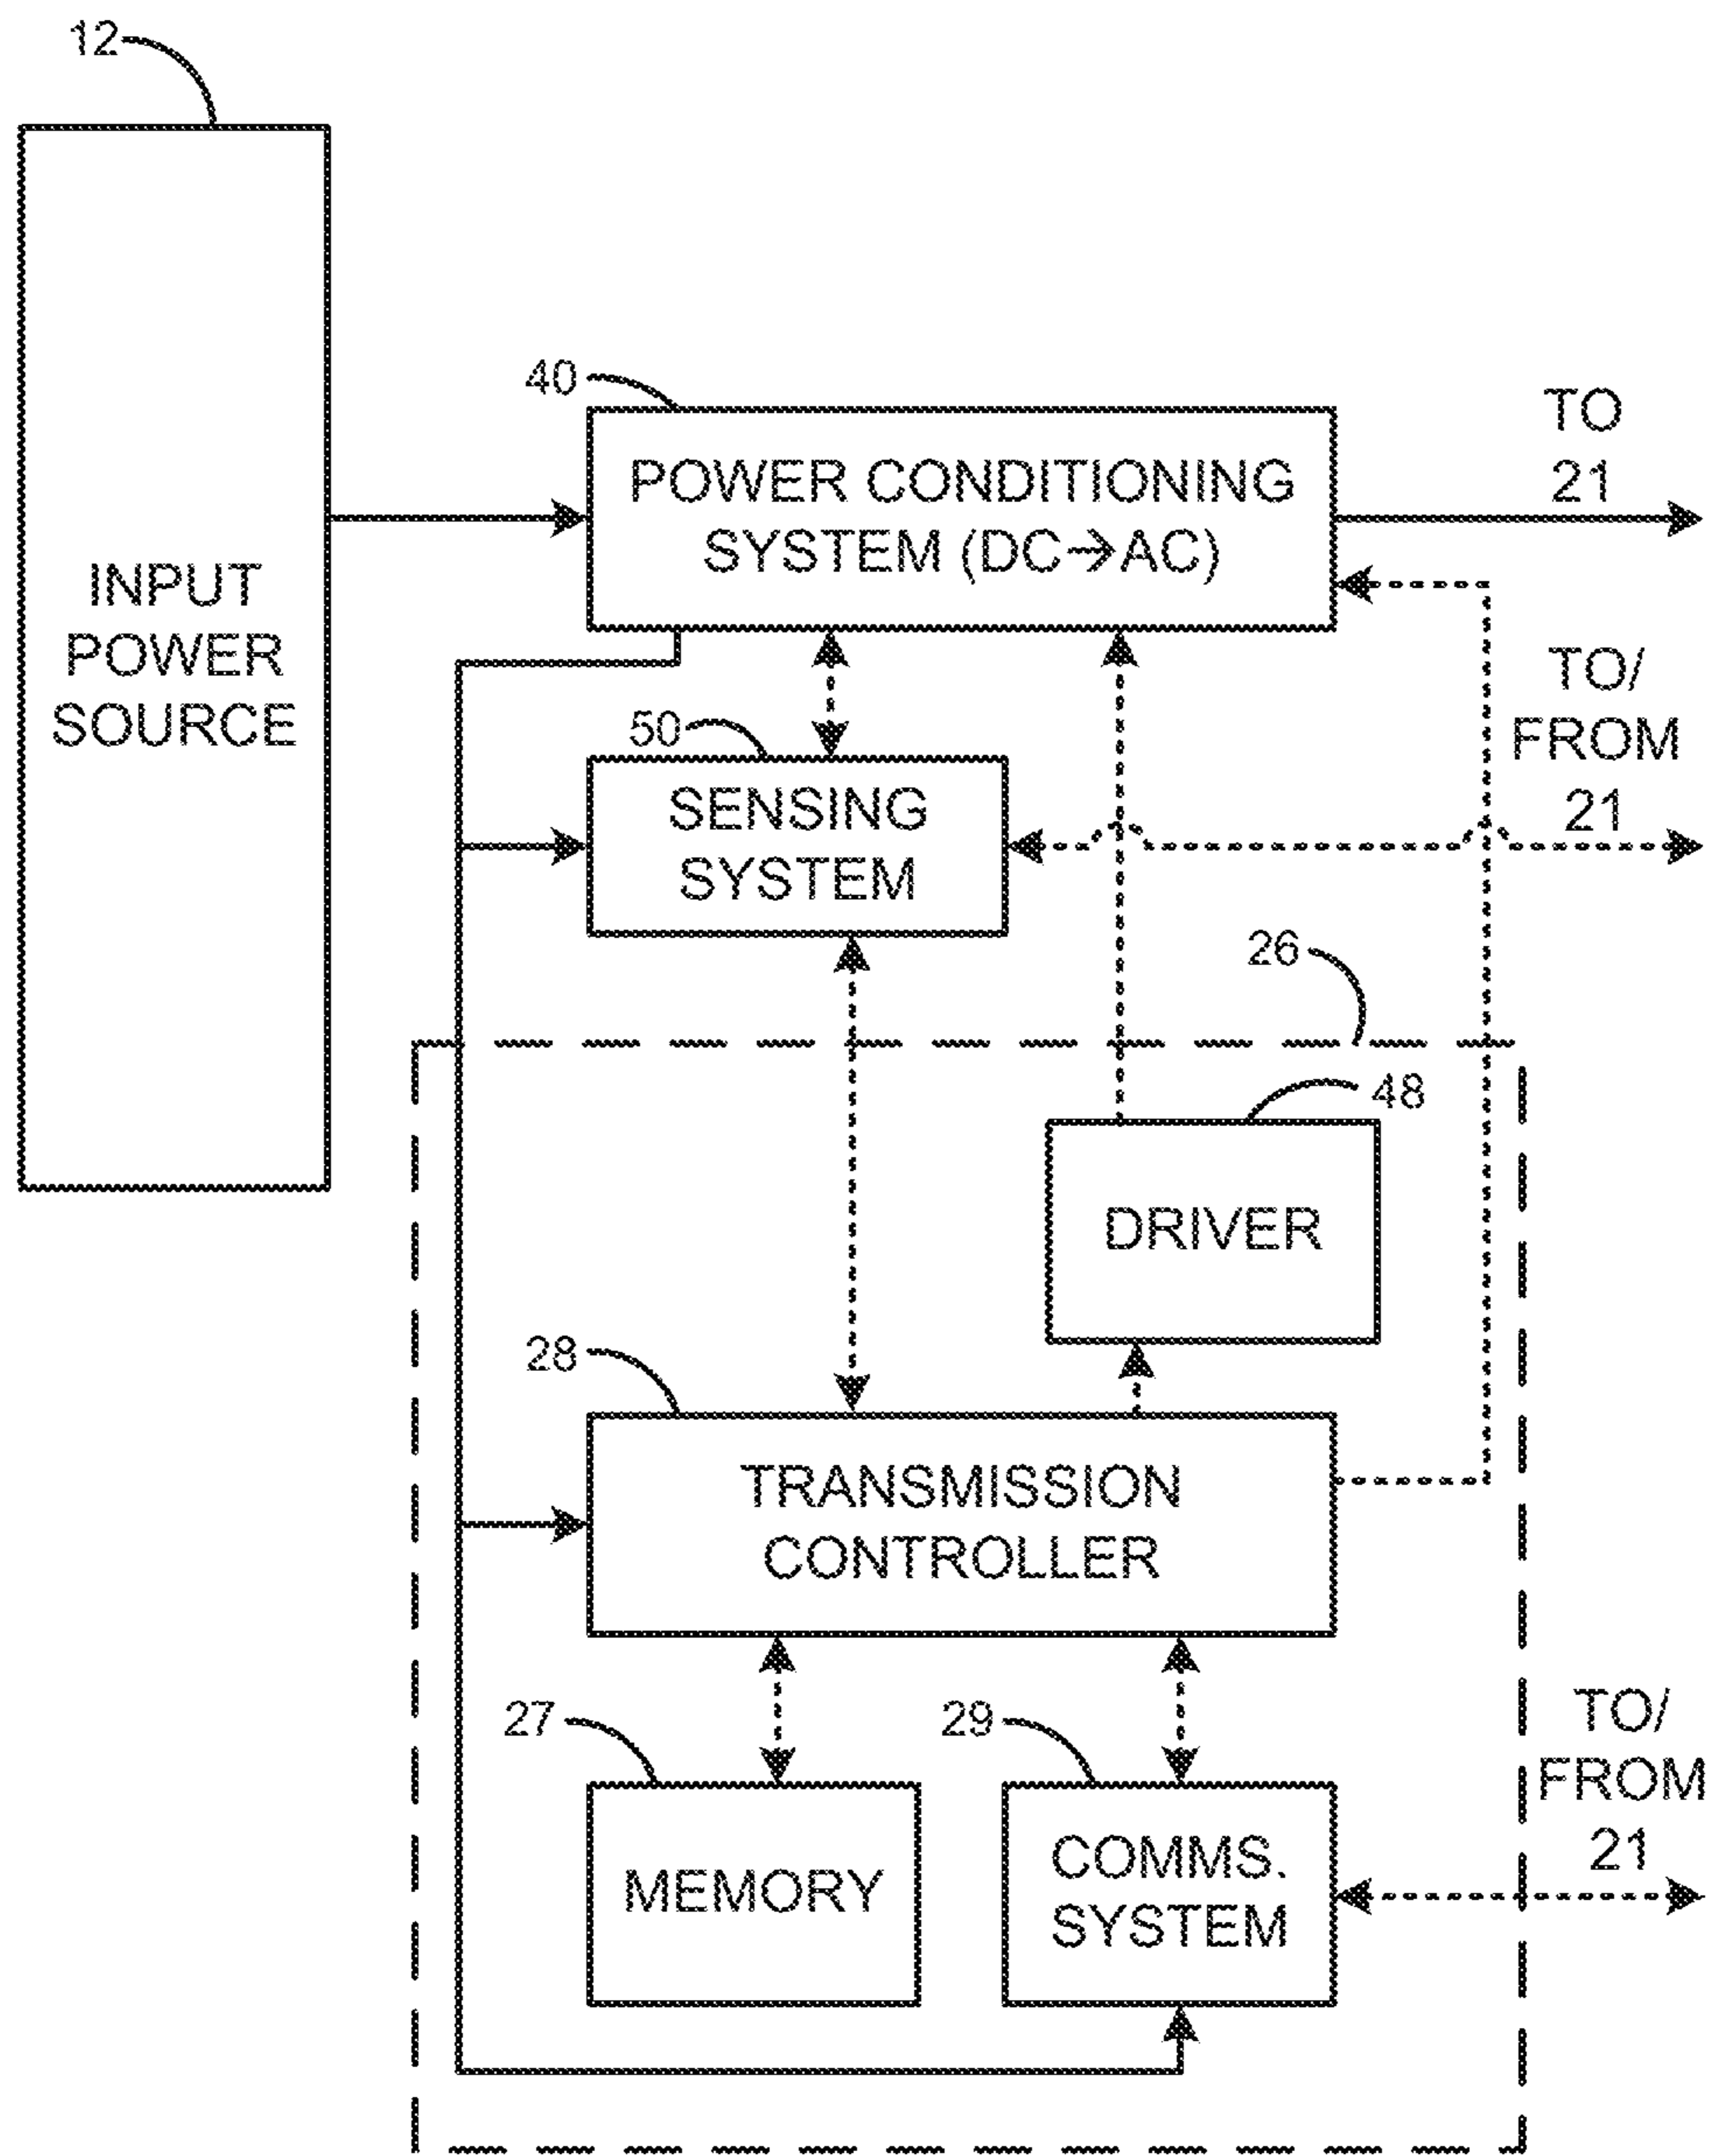 12
INPUT
POWER
SOURCE
40
POWER CONDITIONING
SYSTEM (DC→AC)
TO
21
50
SENSING
SYSTEM
TO/
FROM
21
26
48
DRIVER
28
TRANSMISSION
CONTROLLER
27
MEMORY
29
COMMS.
SYSTEM
TO/
FROM
21